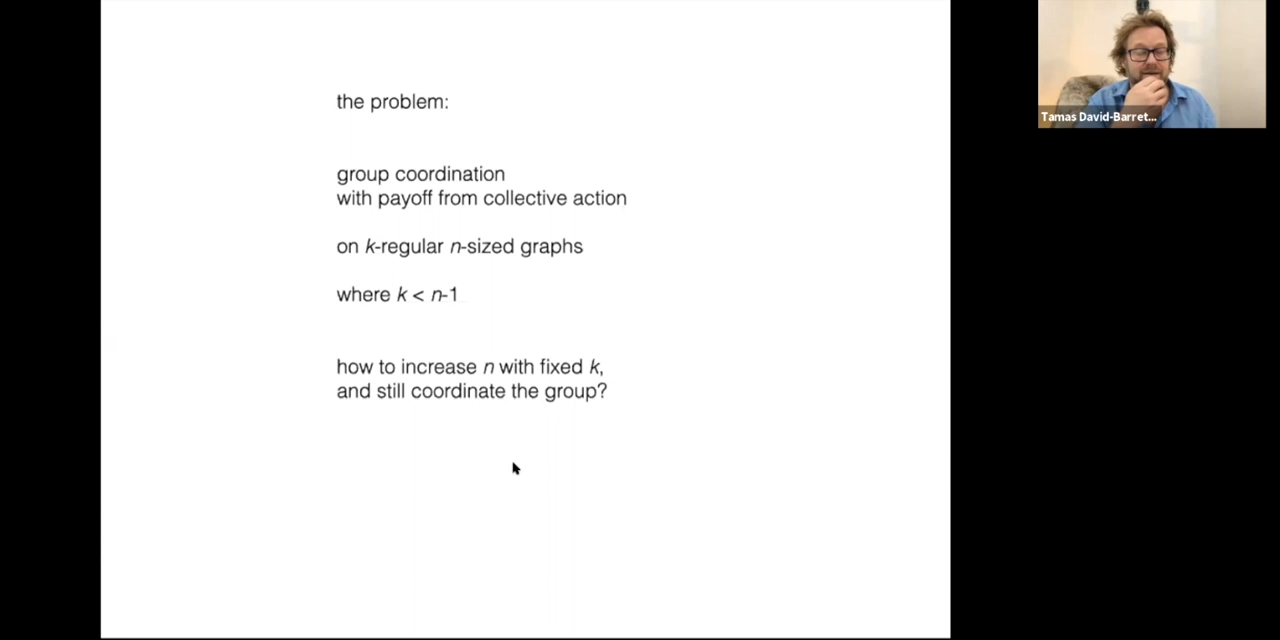 the problem:
group coordination
with payoff from collective action
on k-regular n-sized graphs
where k < n-1
how to increase n with fixed k,
and still coordinate the group?
Tamas David-Barret...